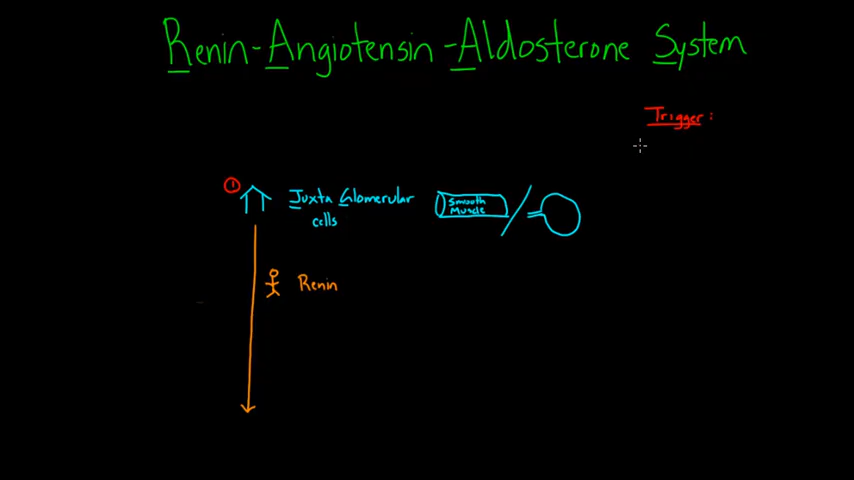 Renin-Angiotensin-Aldosterone System
Trigger:
1
Juxta Glomerular
cells
Smooth
Muscle
Renin